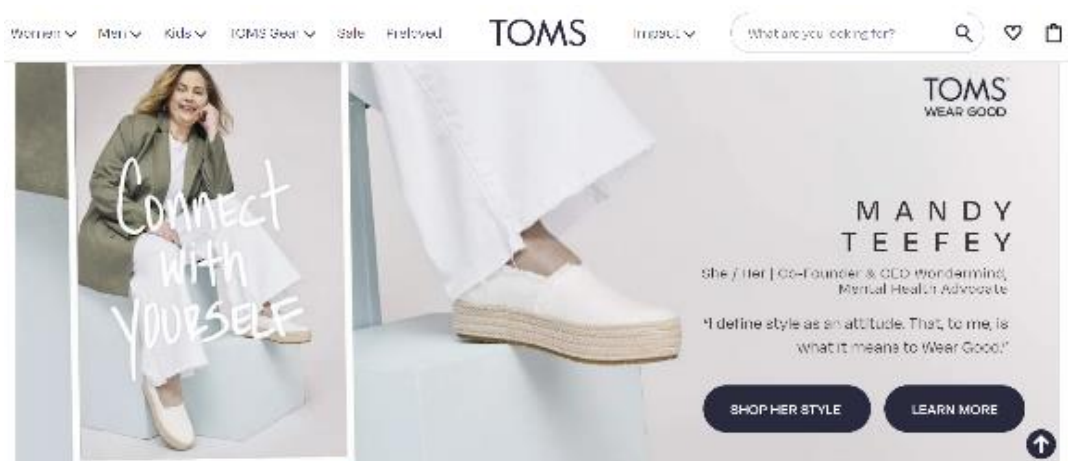 Women
Men
Kids
TOMS Gear
Sale
Preloved
TOMS
Impact
What are you looking for?
Connect
with
YOURSELF
TOMS
WEAR GOOD
MANDY
TEEFEY
She / Her | Co-Founder & CEO Wondermind,
Mental Health Advocate
"I define style as an attitude. That, to me, is
what it means to Wear Good."
SHOP HER STYLE
LEARN MORE